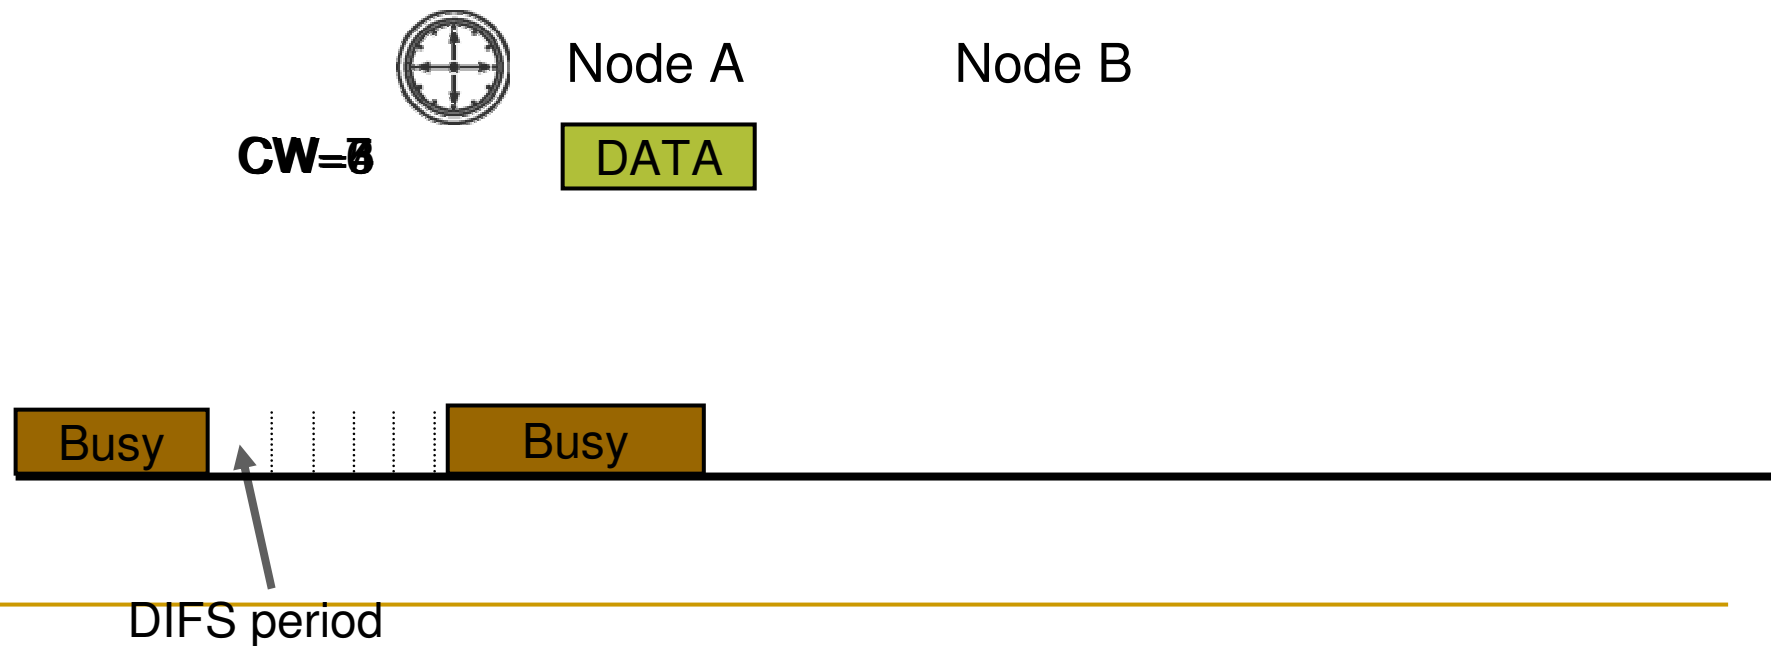 Node A
Node B
CW=
DATA
Busy
Busy
DIFS period